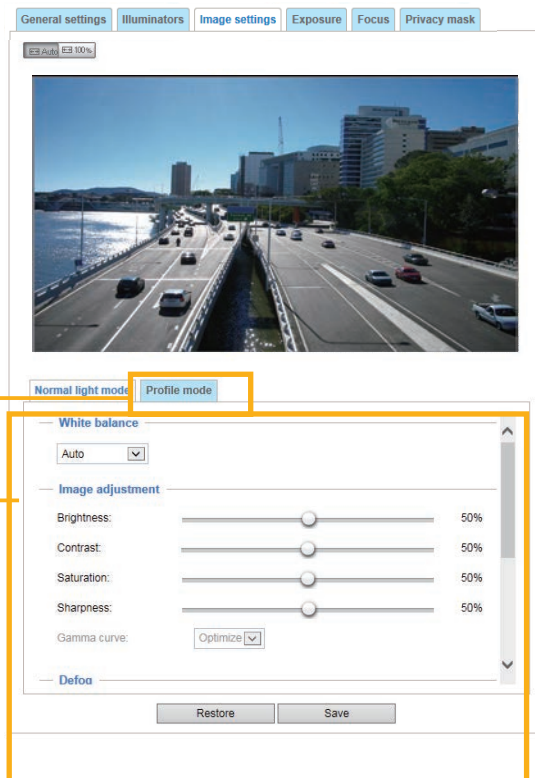 General settings Illuminators Image settings Exposure Focus Privacy mask
Auto 100%
Normal light mode Profile mode
White balance
Auto
Image adjustment
Brightness: 50%
Contrast: 50%
Saturation: 50%
Sharpness: 50%
Gamma curve: Optimize
Defog
Restore Save